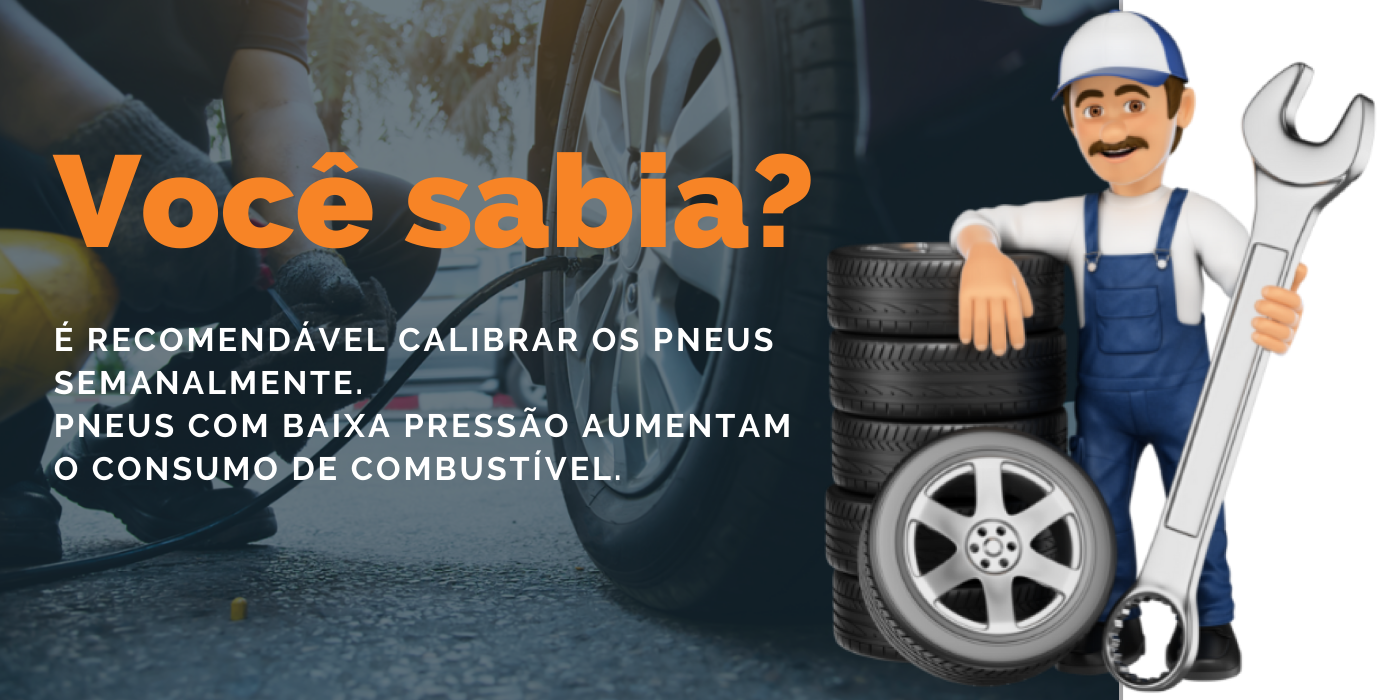 Você sabia?
É RECOMENDÁVEL CALIBRAR OS PNEUS
SEMANALMENTE.
PNEUS COM BAIXA PRESSÃO AUMENTAM
O CONSUMO DE COMBUSTÍVEL.